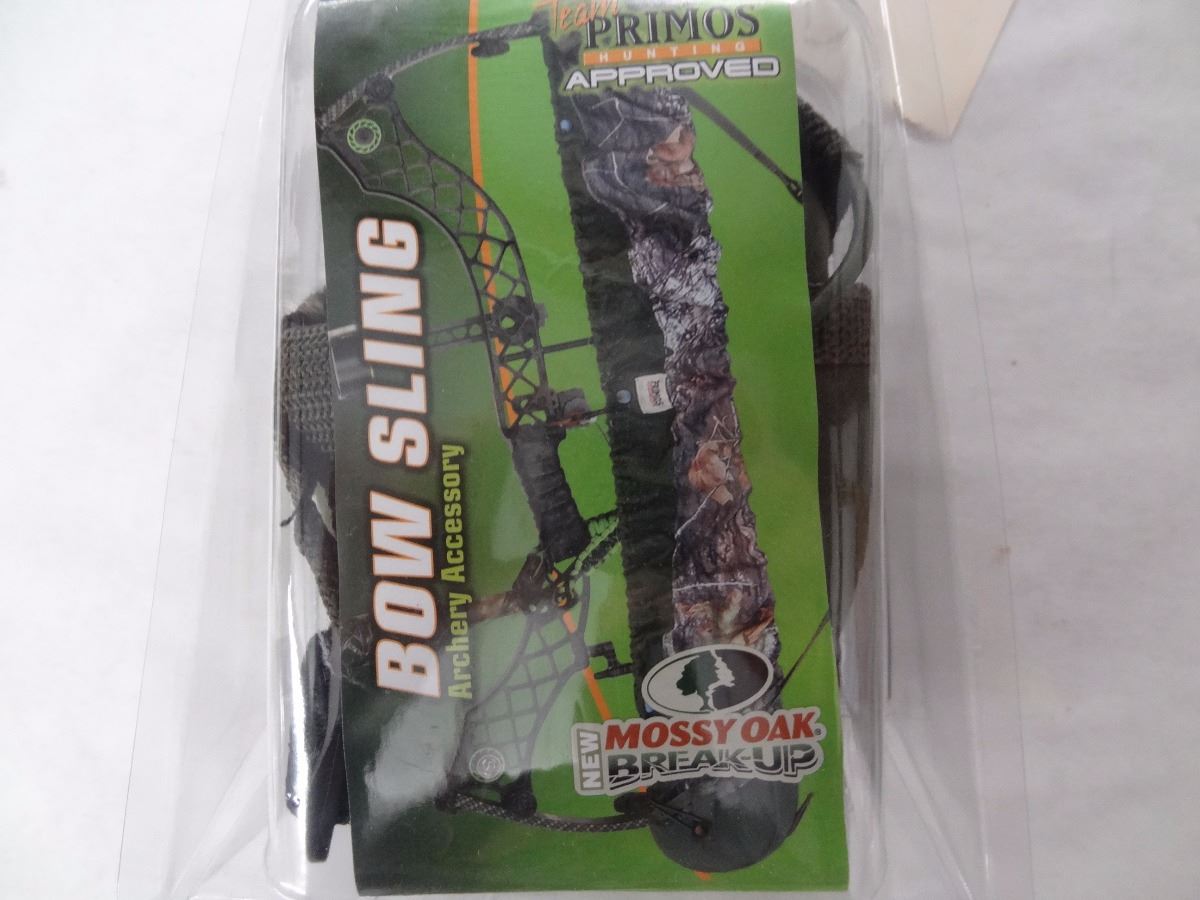 Team
PRIMOS
HUNTING
APPROVED
BOW SLING
Archery Accessory
NEW
MOSSY OAK®
BREAK-UP